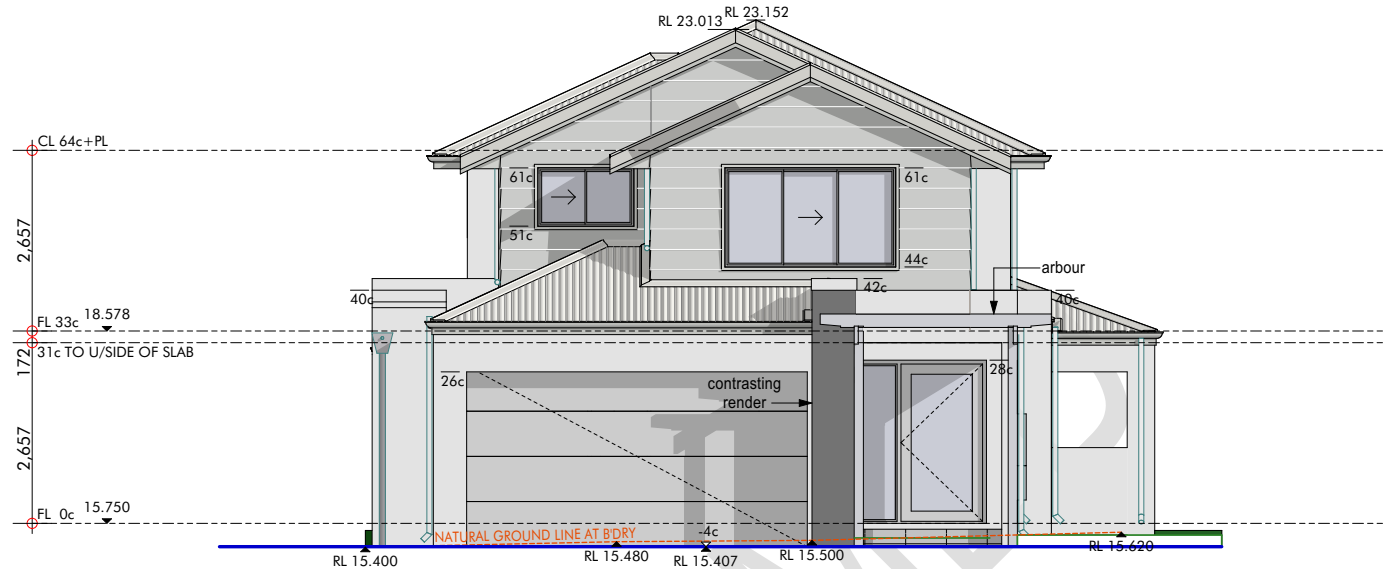 RL 23.152
RL 23.013
CL 64c+PL
61c
61c
51c
2,657
44c
arbour
42c
40c
40c
18.578
FL 33c
172
31c TO U/SIDE OF SLAB
28c
26c
contrasting
render
2,657
15.750
FL 0c
NATURAL GROUND LINE AT B'DRY
-4c
RL 15.400
RL 15.480
RL 15.407
RL 15.500
RL 15.620